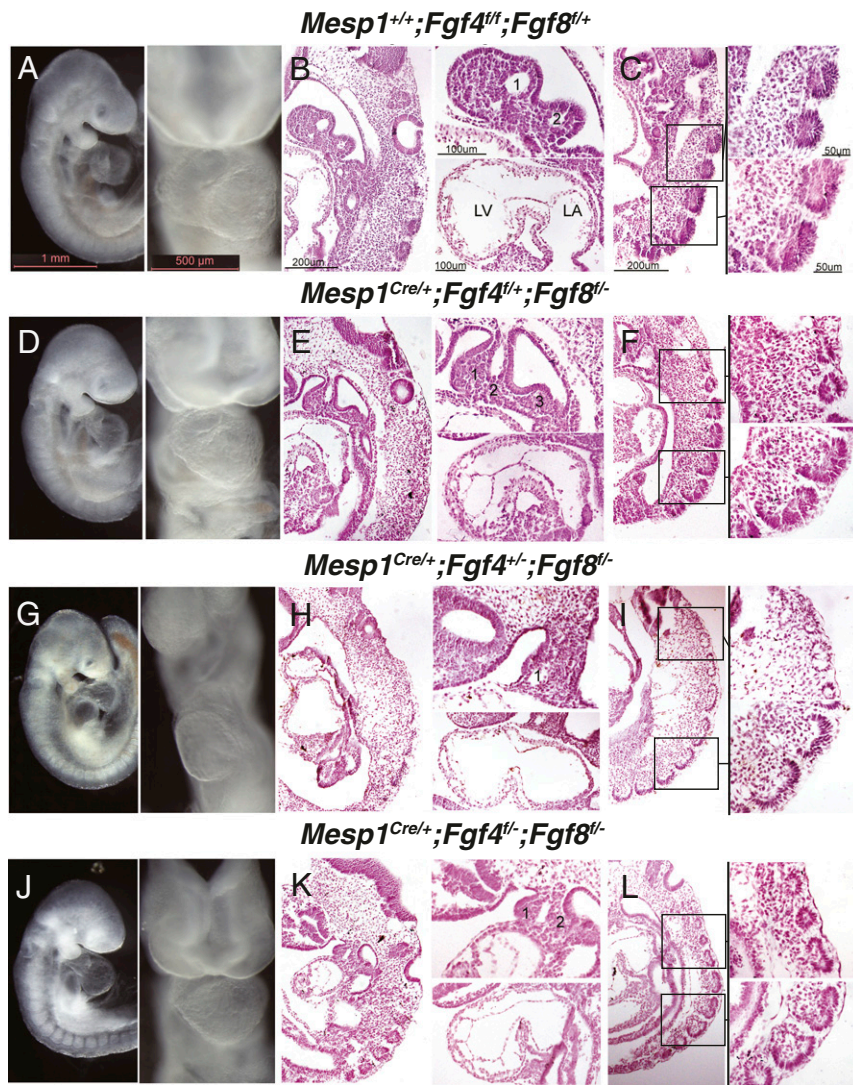 Mesp1+/+;Fgf4f/f;Fgf8f/+
A
B
1
2
100um
C
50um
LV
LA
1 mm
500 µm
200um
100um
200um
50um
Mesp1Cre/+;Fgf4f/+;Fgf8f/-
D
E
1
2
3
F
Mesp1Cre/+;Fgf4+/-;Fgf8f/-
G
H
1
I
Mesp1Cre/+;Fgf4f/-;Fgf8f/-
J
K
1
2
L